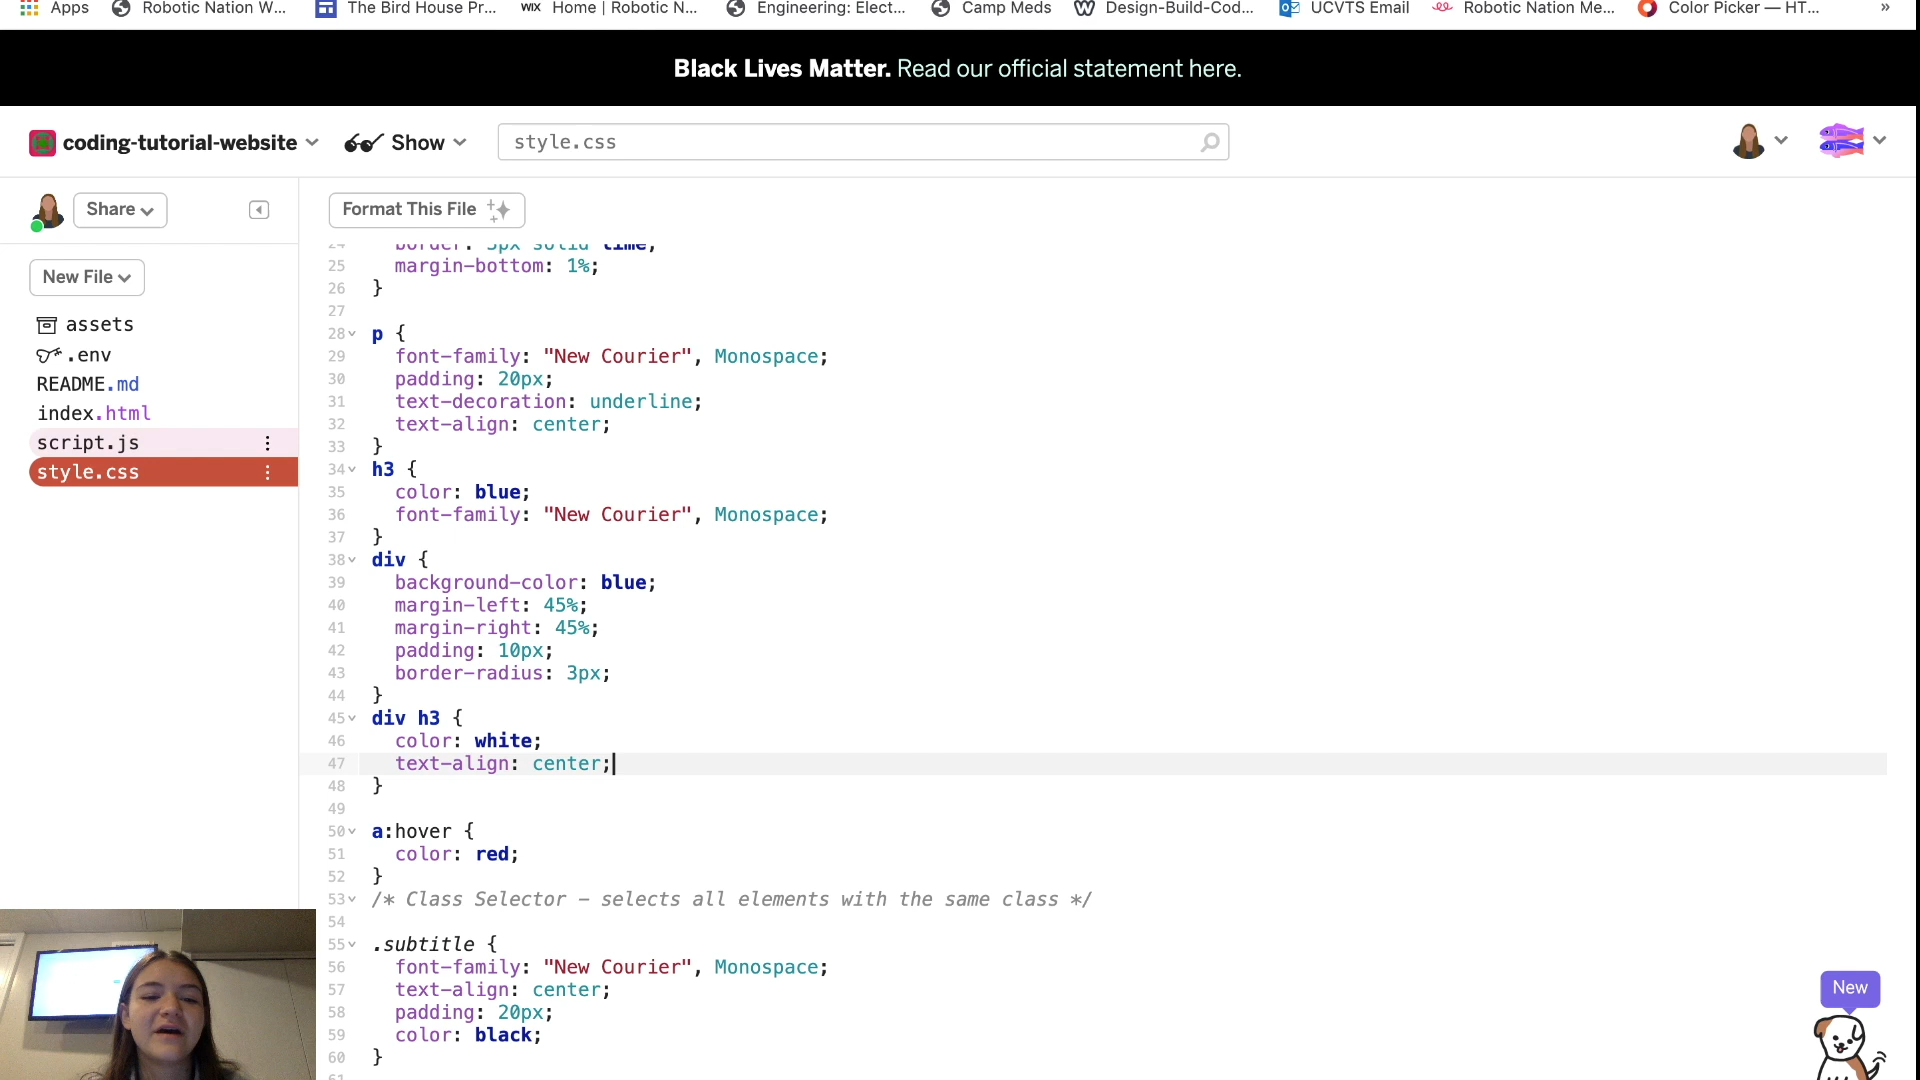 Apps Robotic Nation W... The Bird House Pr... WIX Home | Robotic N... Engineering: Elect... Camp Meds Design-Build-Cod... UCVTS Email Robotic Nation Me... Color Picker — HT... »
Black Lives Matter. Read our official statement here.
coding-tutorial-website Show style.css
Share Format This File
New File
assets
.env
README.md
index.html
script.js
style.css
24 border: 5px solid lime;
25 margin-bottom: 1%;
26 }
27
28 p {
29 font-family: "New Courier", Monospace;
30 padding: 20px;
31 text-decoration: underline;
32 text-align: center;
33 }
34 h3 {
35 color: blue;
36 font-family: "New Courier", Monospace;
37 }
38 div {
39 background-color: blue;
40 margin-left: 45%;
41 margin-right: 45%;
42 padding: 10px;
43 border-radius: 3px;
44 }
45 div h3 {
46 color: white;
47 text-align: center;
48 }
49
50 a:hover {
51 color: red;
52 }
53 /* Class Selector - selects all elements with the same class */
54
55 .subtitle {
56 font-family: "New Courier", Monospace;
57 text-align: center;
58 padding: 20px;
59 color: black;
60 }
61
New